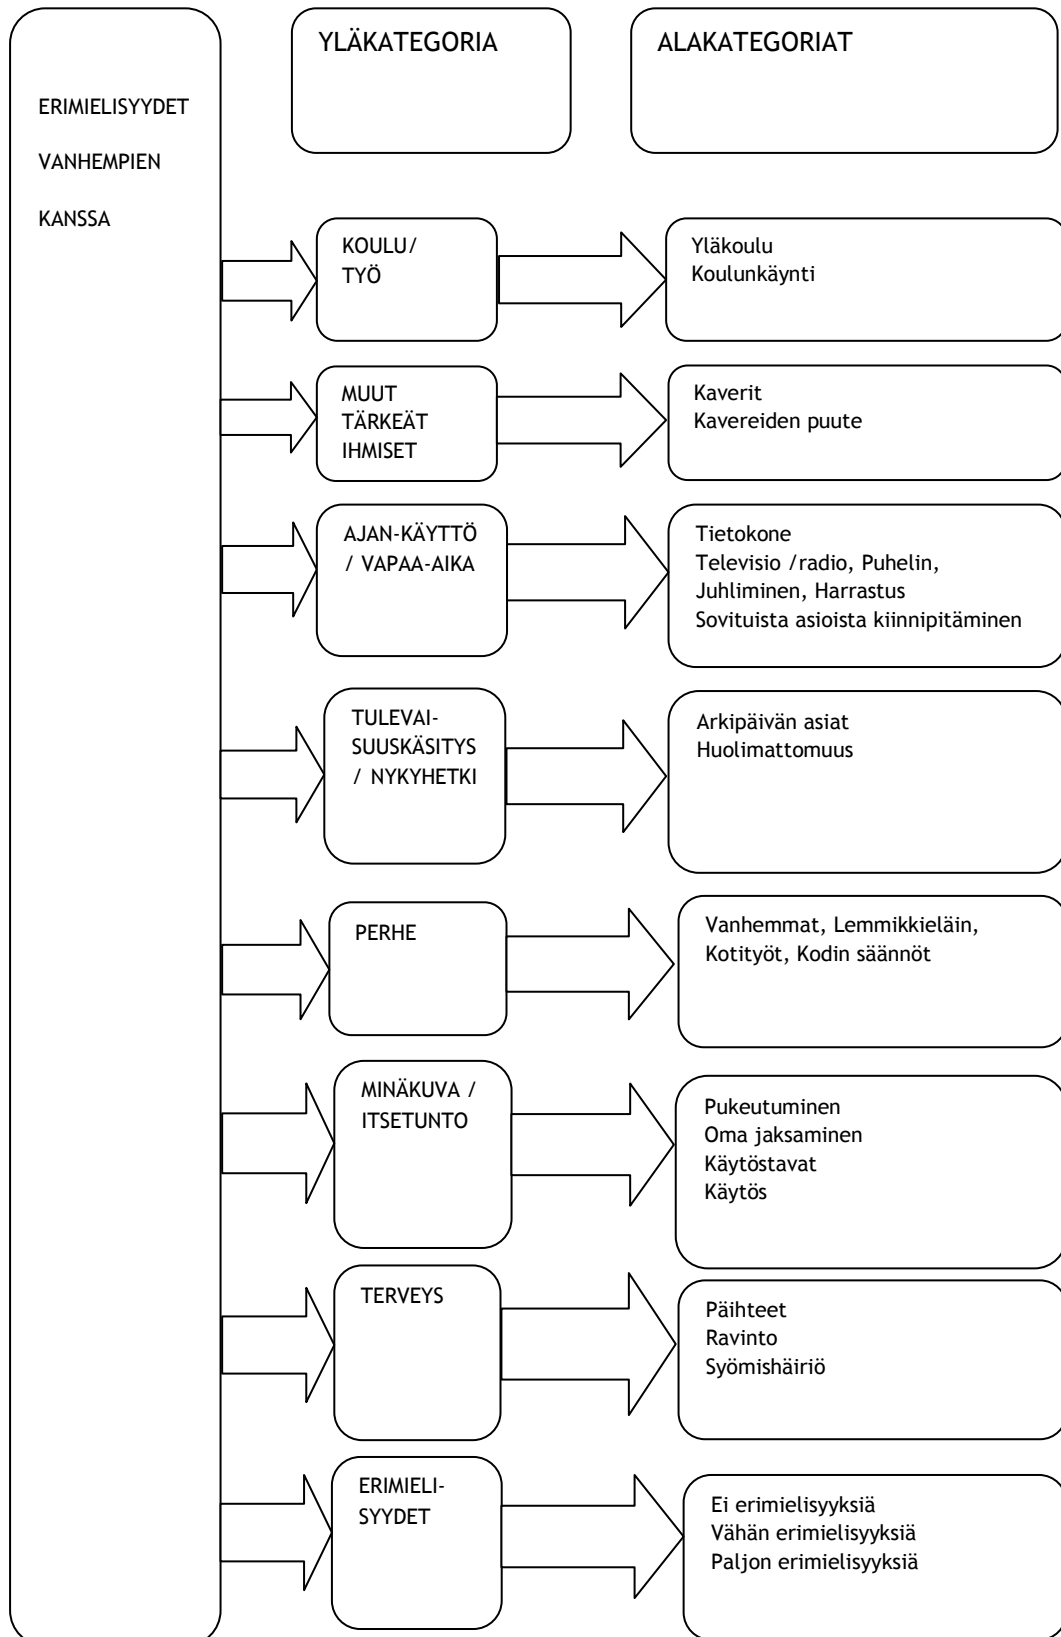 YLÄKATEGORIA
ALAKATEGORIAT
ERIMIELISYYDET
VANHEMPIEN
KANSSA
KOULU/
TYÖ
Yläkoulu
Koulunkäynti
MUUT
TÄRKEÄT
IHMISET
Kaverit
Kavereiden puute
AJAN-KÄYTTÖ
/ VAPAA-AIKA
Tietokone
Televisio /radio, Puhelin,
Juhliminen, Harrastus
Sovituista asioista kiinnipitäminen
TULEVAI-
SUUSKÄSITYS
/ NYKYHETKI
Arkipäivän asiat
Huolimattomuus
PERHE
Vanhemmat, Lemmikkieläin,
Kotityöt, Kodin säännöt
MINÄKUVA /
ITSETUNTO
Pukeutuminen
Oma jaksaminen
Käytöstavat
Käytös
TERVEYS
Päihteet
Ravinto
Syömishäiriö
ERIMIELI-
SYYDET
Ei erimielisyyksiä
Vähän erimielisyyksiä
Paljon erimielisyyksiä